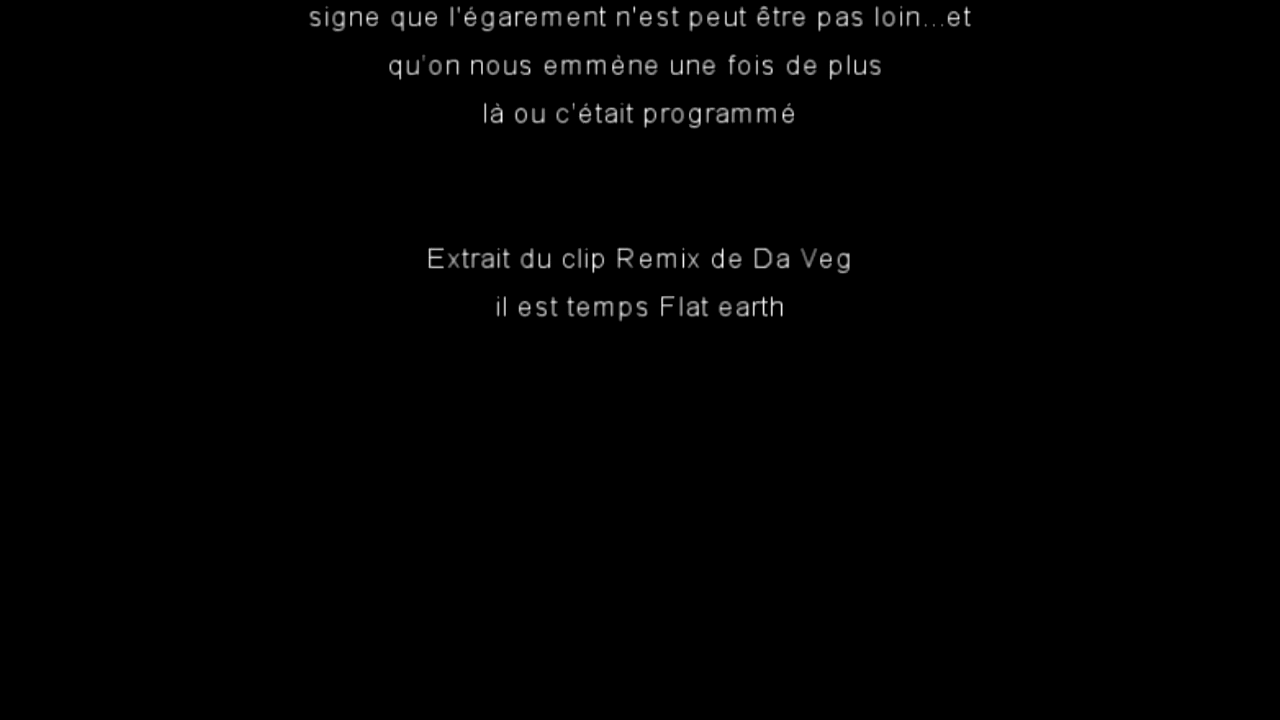 signe que l'égarement n'est peut être pas loin...et
qu'on nous emmène une fois de plus
là ou c'était programmé
Extrait du clip Remix de Da Veg
il est temps Flat earth